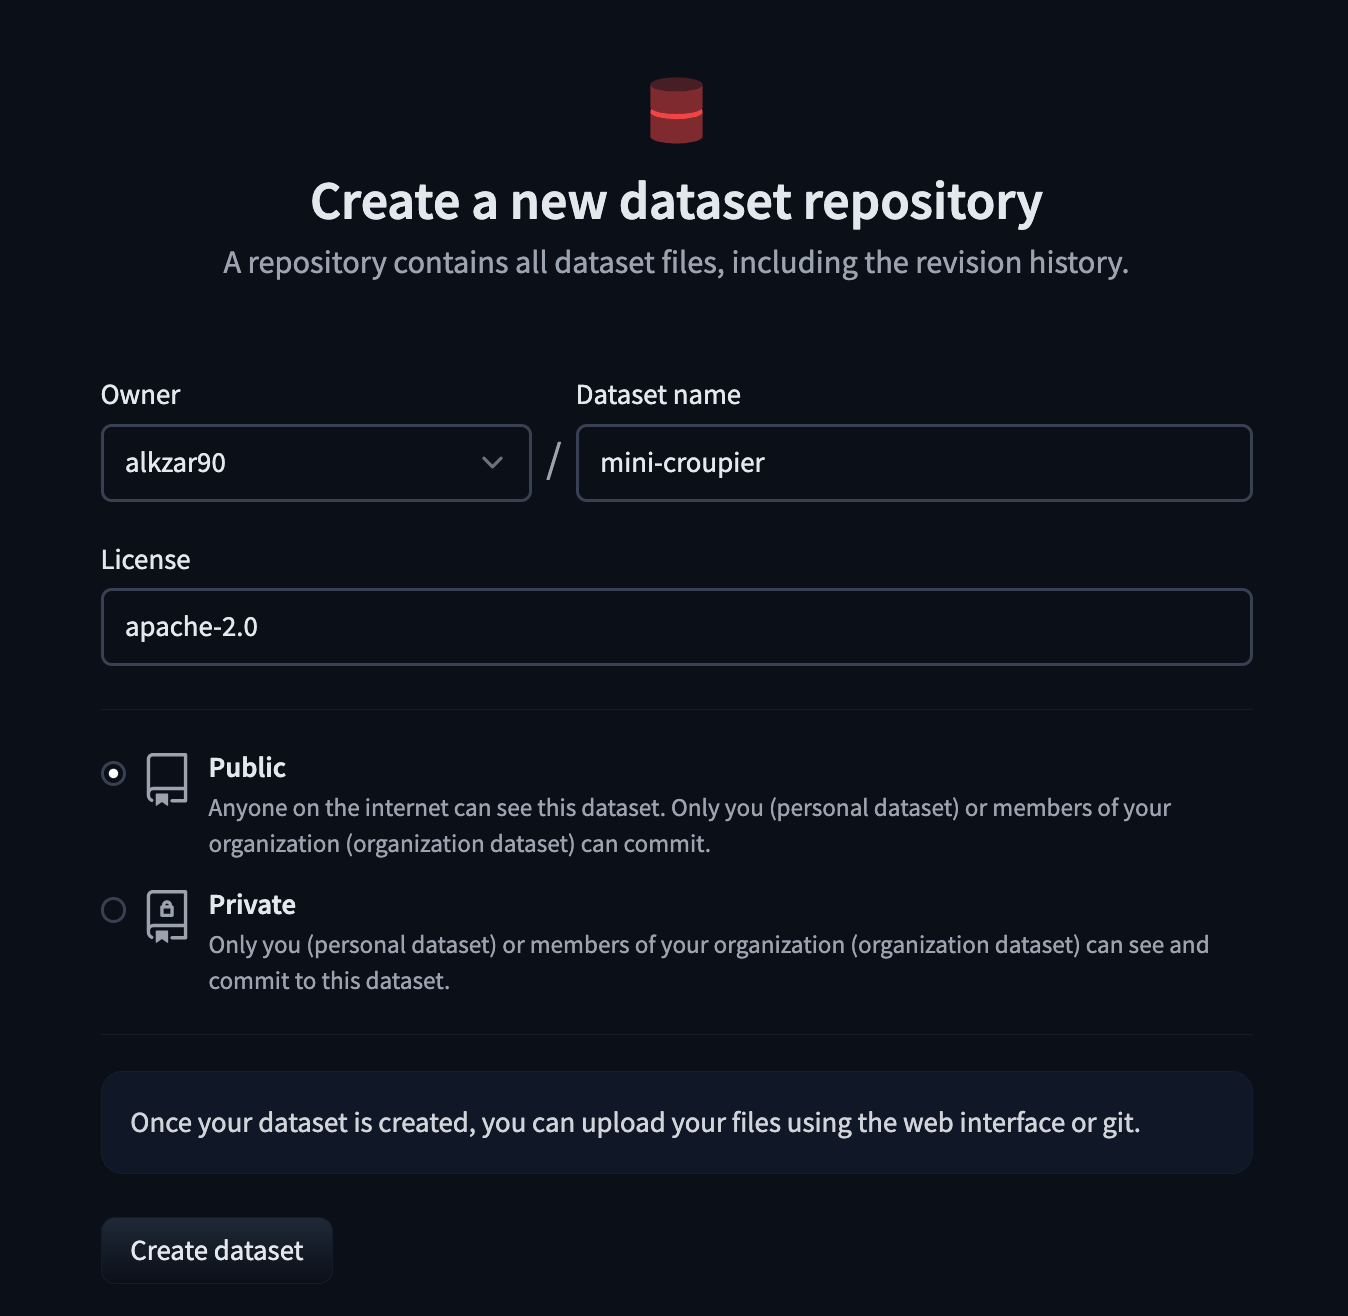 Create a new dataset repository
A repository contains all dataset files, including the revision history.
Owner
Dataset name
alkzar90
/
mini-croupier
License
apache-2.0
Public
Anyone on the internet can see this dataset. Only you (personal dataset) or members of your
organization (organization dataset) can commit.
Private
Only you (personal dataset) or members of your organization (organization dataset) can see and
commit to this dataset.
Once your dataset is created, you can upload your files using the web interface or git.
Create dataset